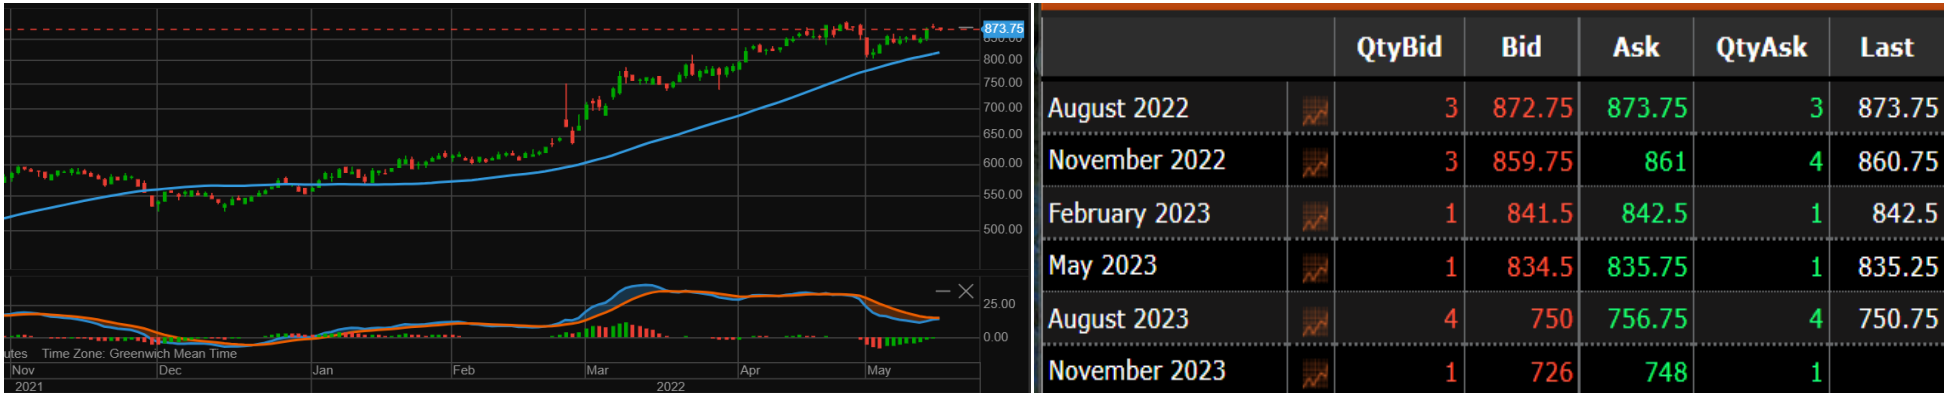 873.75
850.00
800.00
750.00
700.00
650.00
600.00
550.00
500.00
25.00
0.00
utes Time Zone: Greenwich Mean Time
Nov Dec Jan Feb Mar Apr May
2021 2022
QtyBid Bid Ask QtyAsk Last
August 2022 3 872.75 873.75 3 873.75
November 2022 3 859.75 861 4 860.75
February 2023 1 841.5 842.5 1 842.5
May 2023 1 834.5 835.75 1 835.25
August 2023 4 750 756.75 4 750.75
November 2023 1 726 748 1